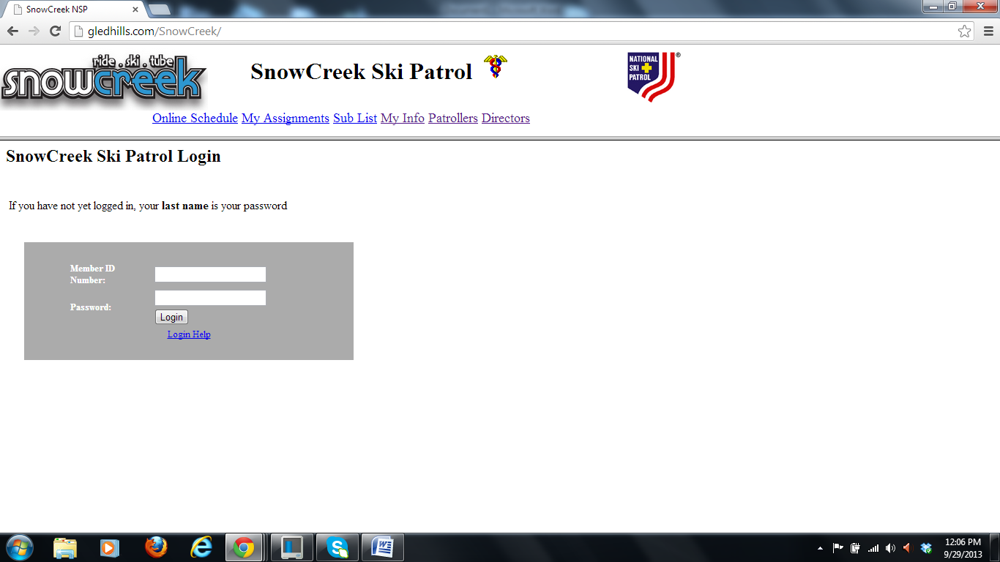 SnowCreek NSP
gledhills.com/SnowCreek/
ride . ski . tube
snowcreek
SnowCreek Ski Patrol
NATIONAL
SKI
PATROL
®
Online Schedule My Assignments Sub List My Info Patrollers Directors
SnowCreek Ski Patrol Login
If you have not yet logged in, your last name is your password
Member ID
Number:
Password:
Login
Login Help
12:06 PM
9/29/2013